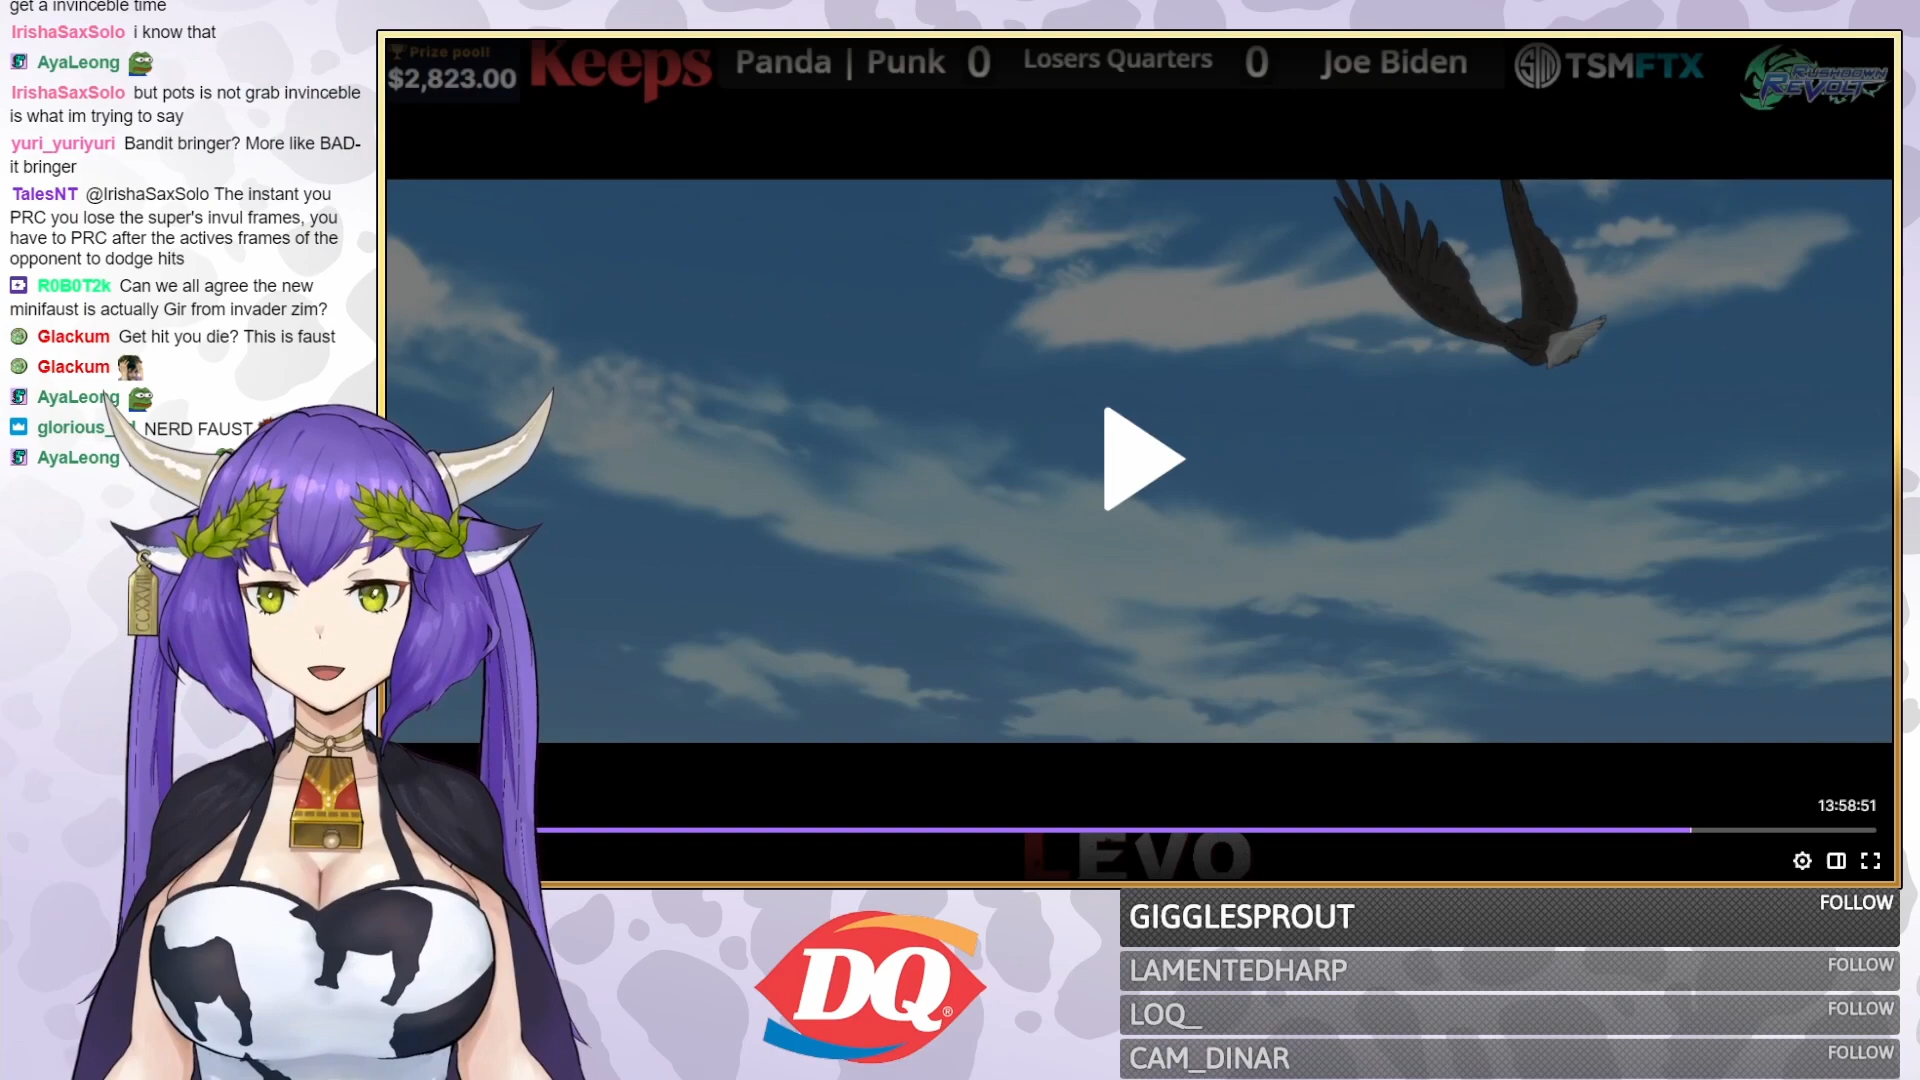 get a invinceble time
IrishaSaxSolo i know that
AyaLeong
IrishaSaxSolo but pots is not grab invinceble
is what im trying to say
yuri_yuriyuri Bandit bringer? More like BAD-
it bringer
TalesNT @IrishaSaxSolo The instant you
PRC you lose the super's invul frames, you
have to PRC after the actives frames of the
opponent to dodge hits
R0B0T2k Can we all agree the new
minifaust is actually Gir from invader zim?
Glackum Get hit you die? This is faust
Glackum
AyaLeong
glorious_ NERD FAUST
AyaLeong
Prize pool!
$2,823.00
Keeps
Panda | Punk 0 Losers Quarters 0 Joe Biden
TSMFTX
RUSHDOWN
REVOLT
13:58:51
LEVO
CCXXVIII
DQ®
GIGGLESPROUT FOLLOW
LAMENTEDHARP FOLLOW
LOQ_ FOLLOW
CAM_DINAR FOLLOW